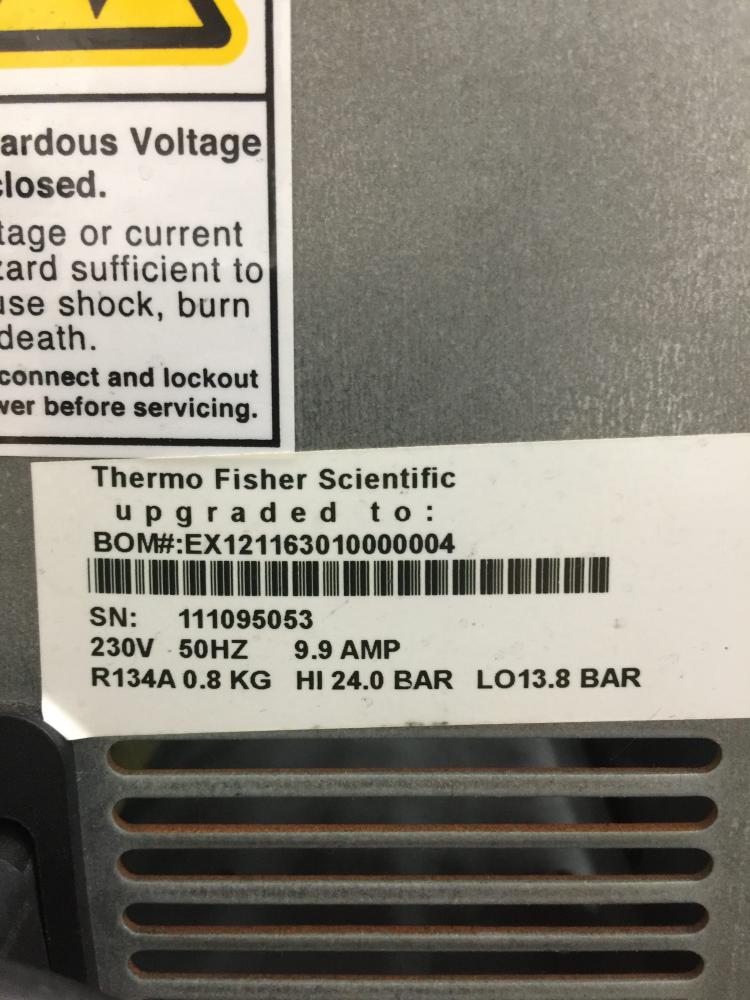 ardous Voltage
closed.
tage or current
zard sufficient to
use shock, burn
death.
connect and lockout
wer before servicing.
Thermo Fisher Scientific
upgraded to:
BOM#:EX121163010000004
SN: 111095053
230V 50HZ 9.9 AMP
R134A 0.8 KG HI 24.0 BAR LO13.8 BAR